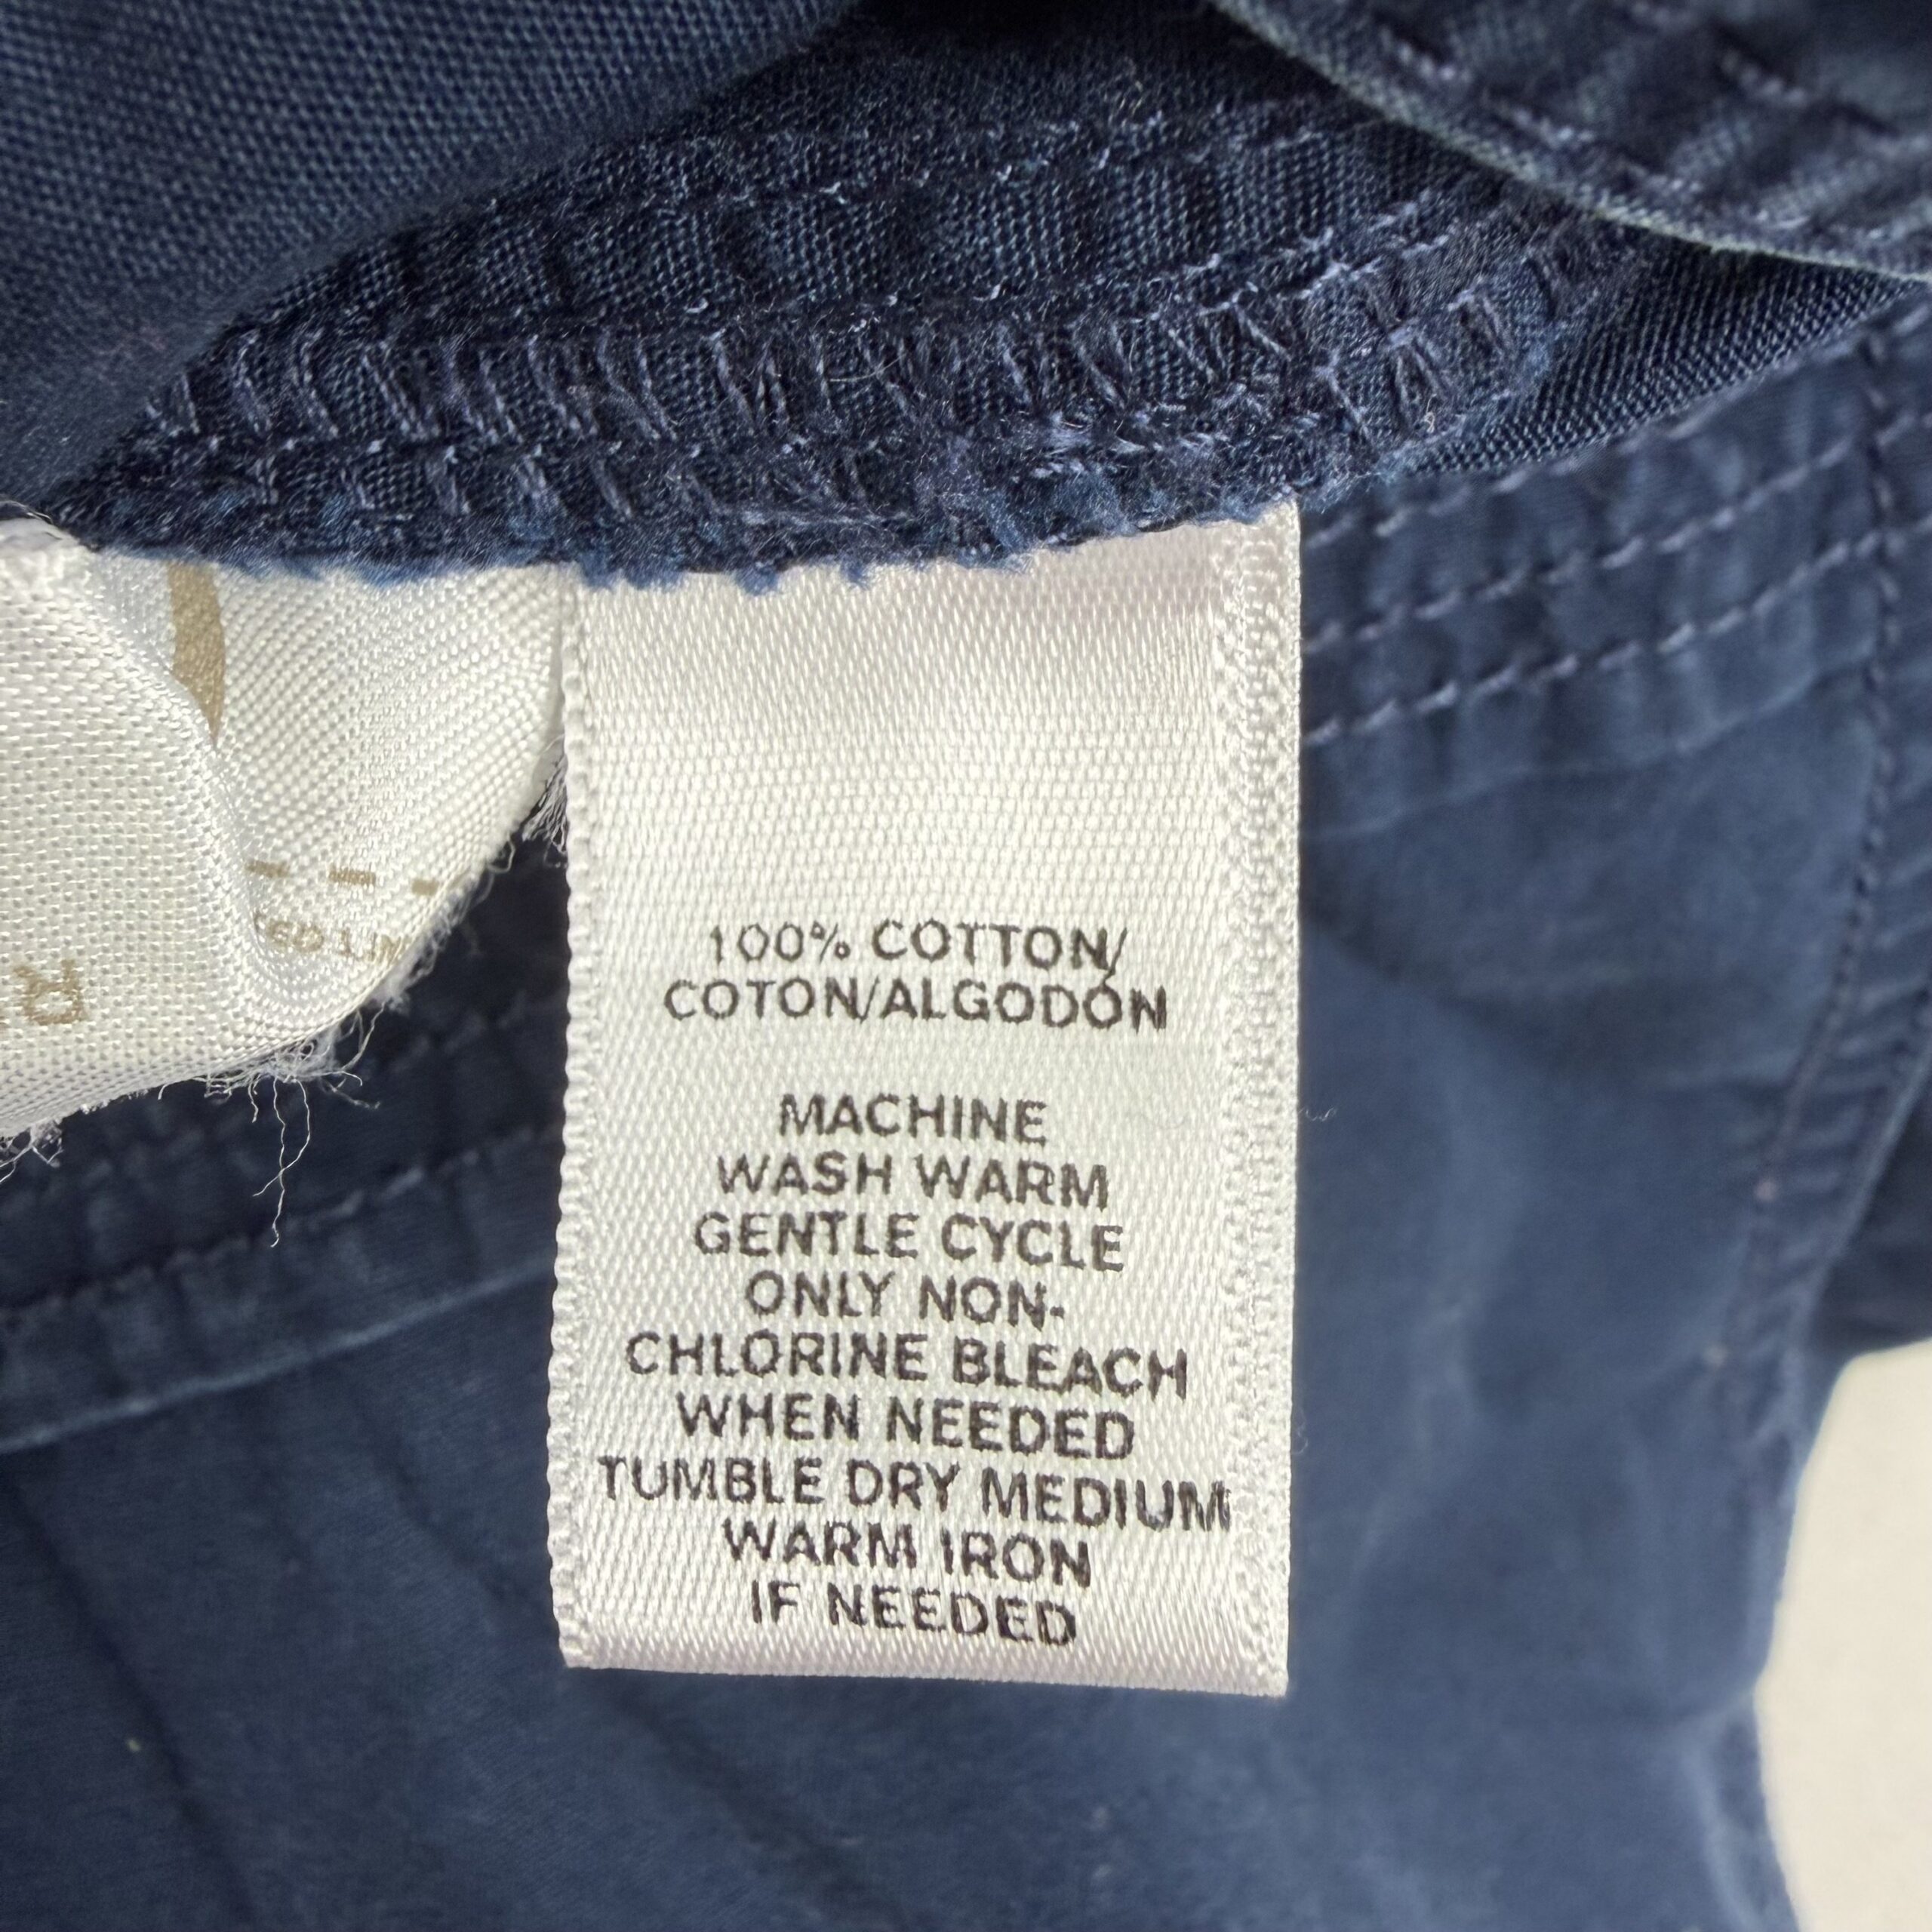 100% COTTON/
COTON/ALGODÓN
MACHINE
WASH WARM
GENTLE CYCLE
ONLY NON-
CHLORINE BLEACH
WHEN NEEDED
TUMBLE DRY MEDIUM
WARM IRON
IF NEEDED
R